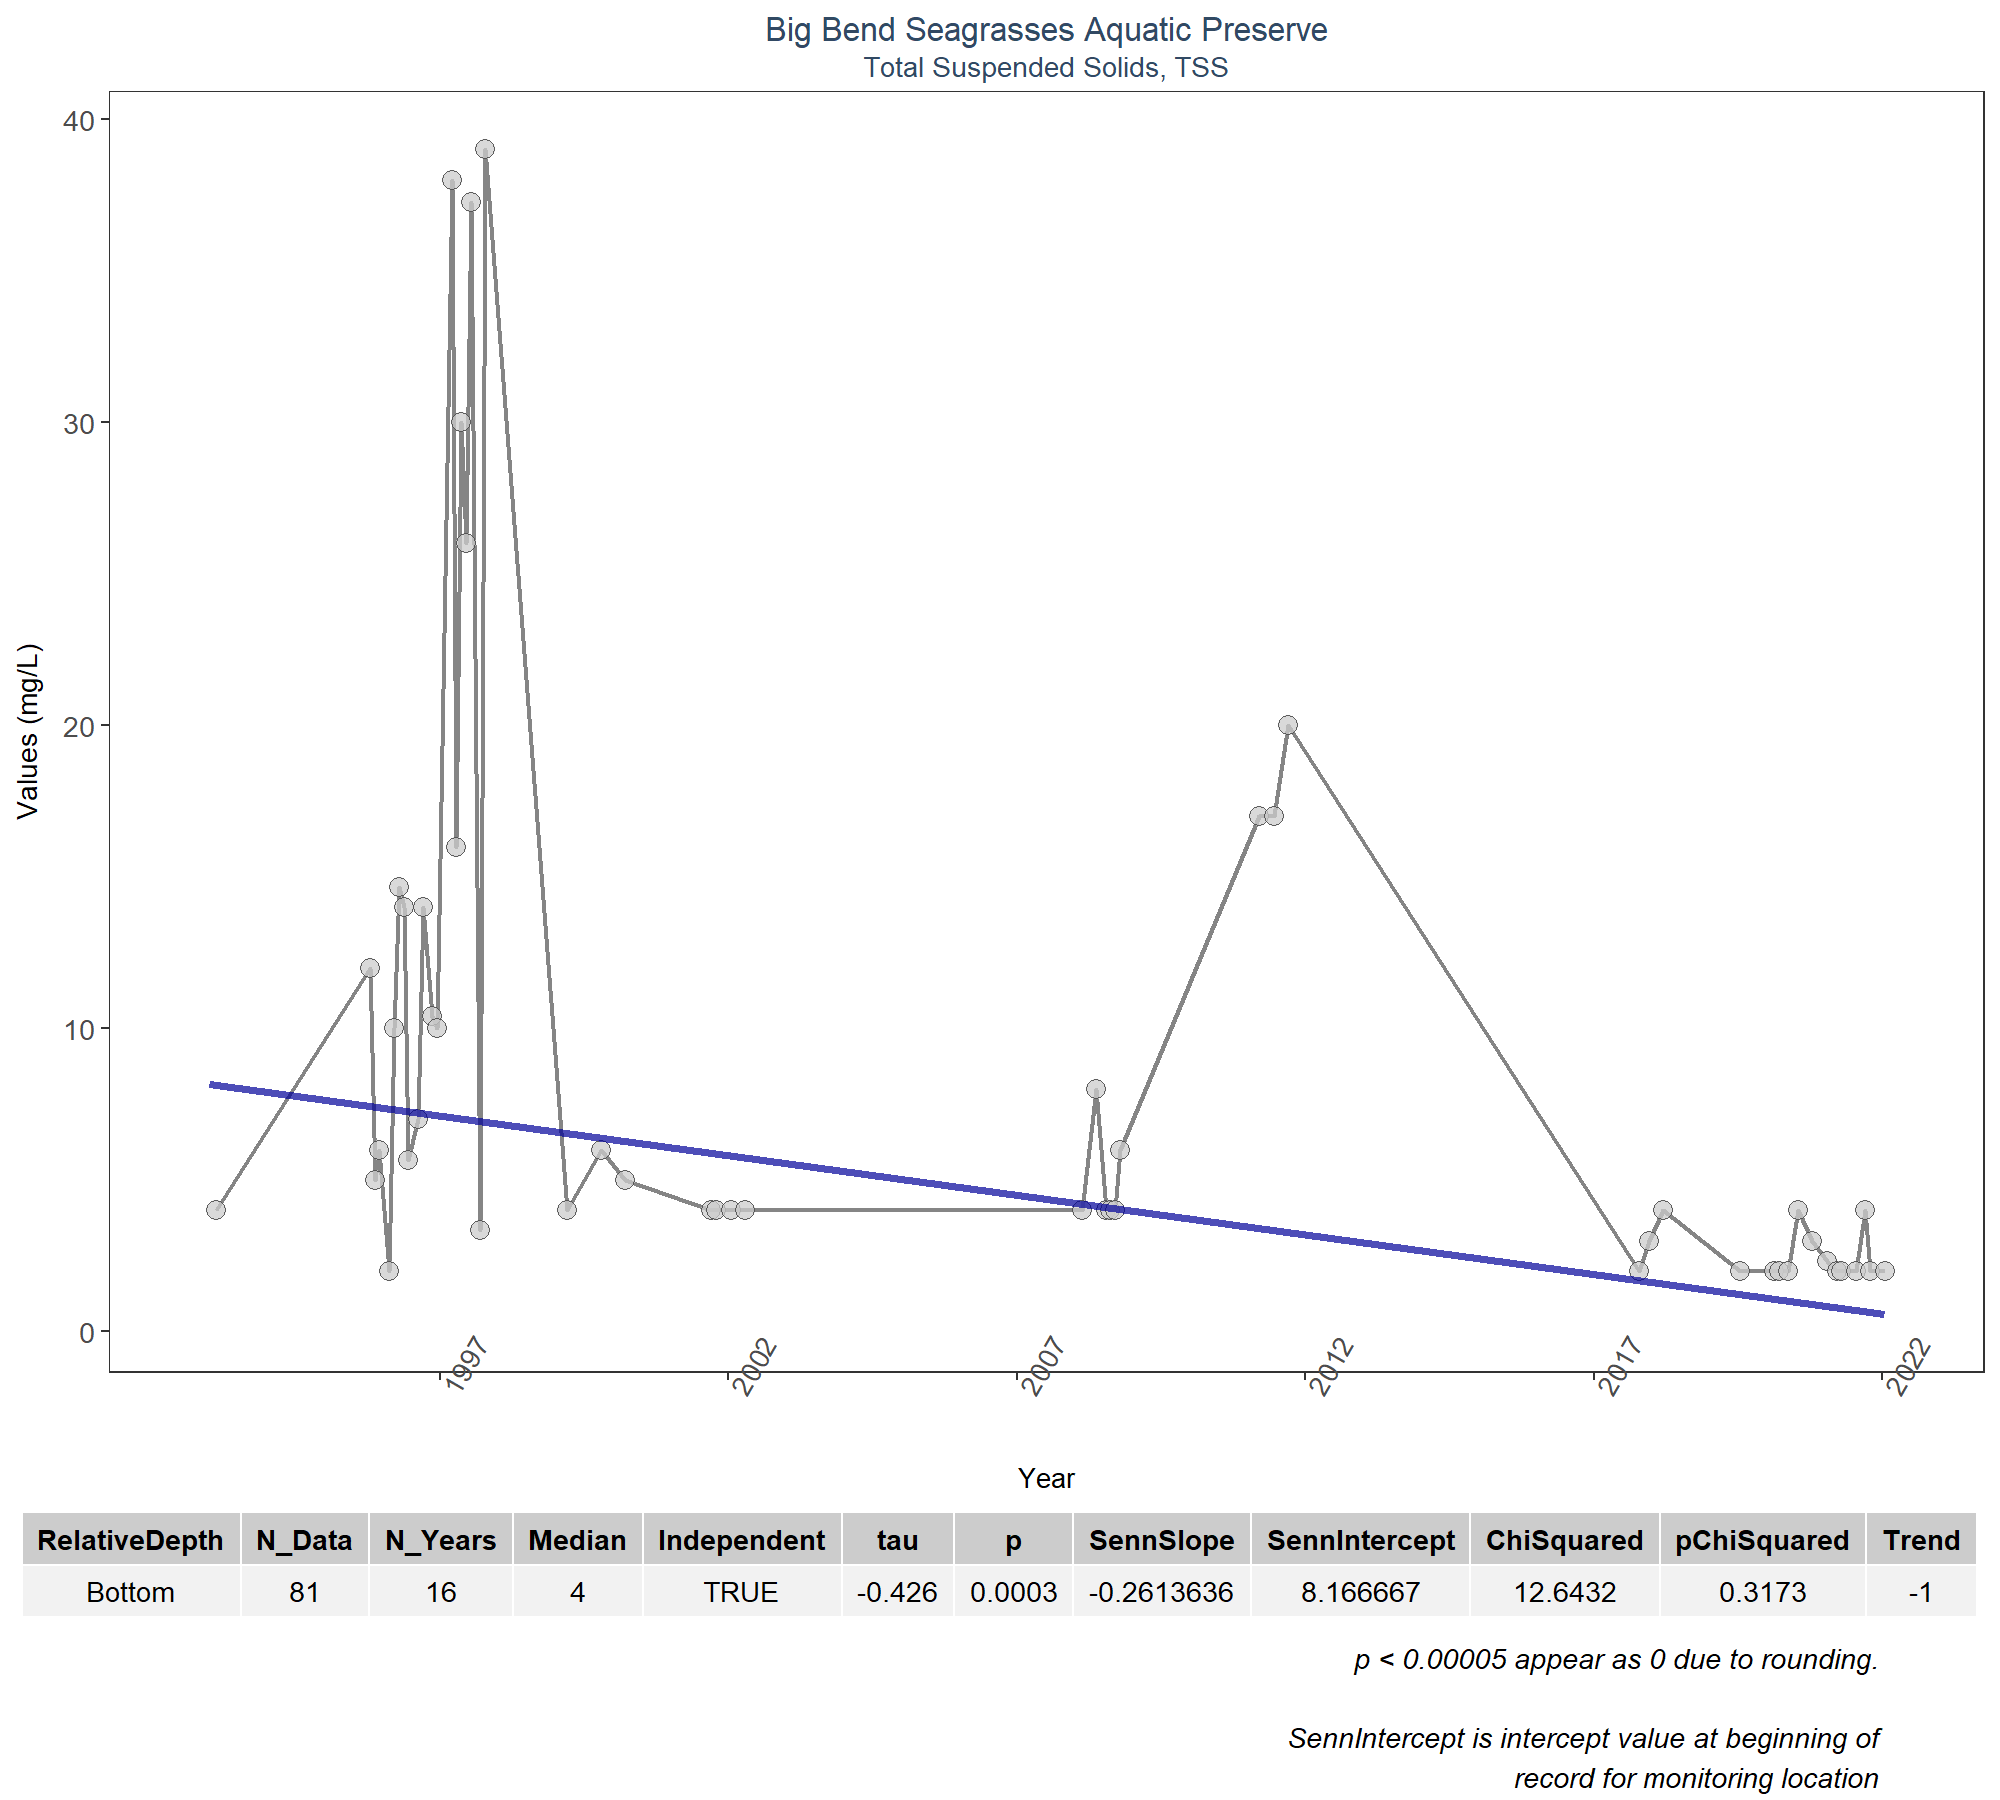 Big Bend Seagrasses Aquatic Preserve
Total Suspended Solids, TSS
40
30
20
10
0
Values (mg/L)
1997
2002
2007
2012
2017
2022
Year
RelativeDepth N_Data N_Years Median Independent tau p SennSlope SennIntercept ChiSquared pChiSquared Trend
Bottom 81 16 4 TRUE -0.426 0.0003 -0.2613636 8.166667 12.6432 0.3173 -1
p < 0.00005 appear as 0 due to rounding.
SennIntercept is intercept value at beginning of
record for monitoring location